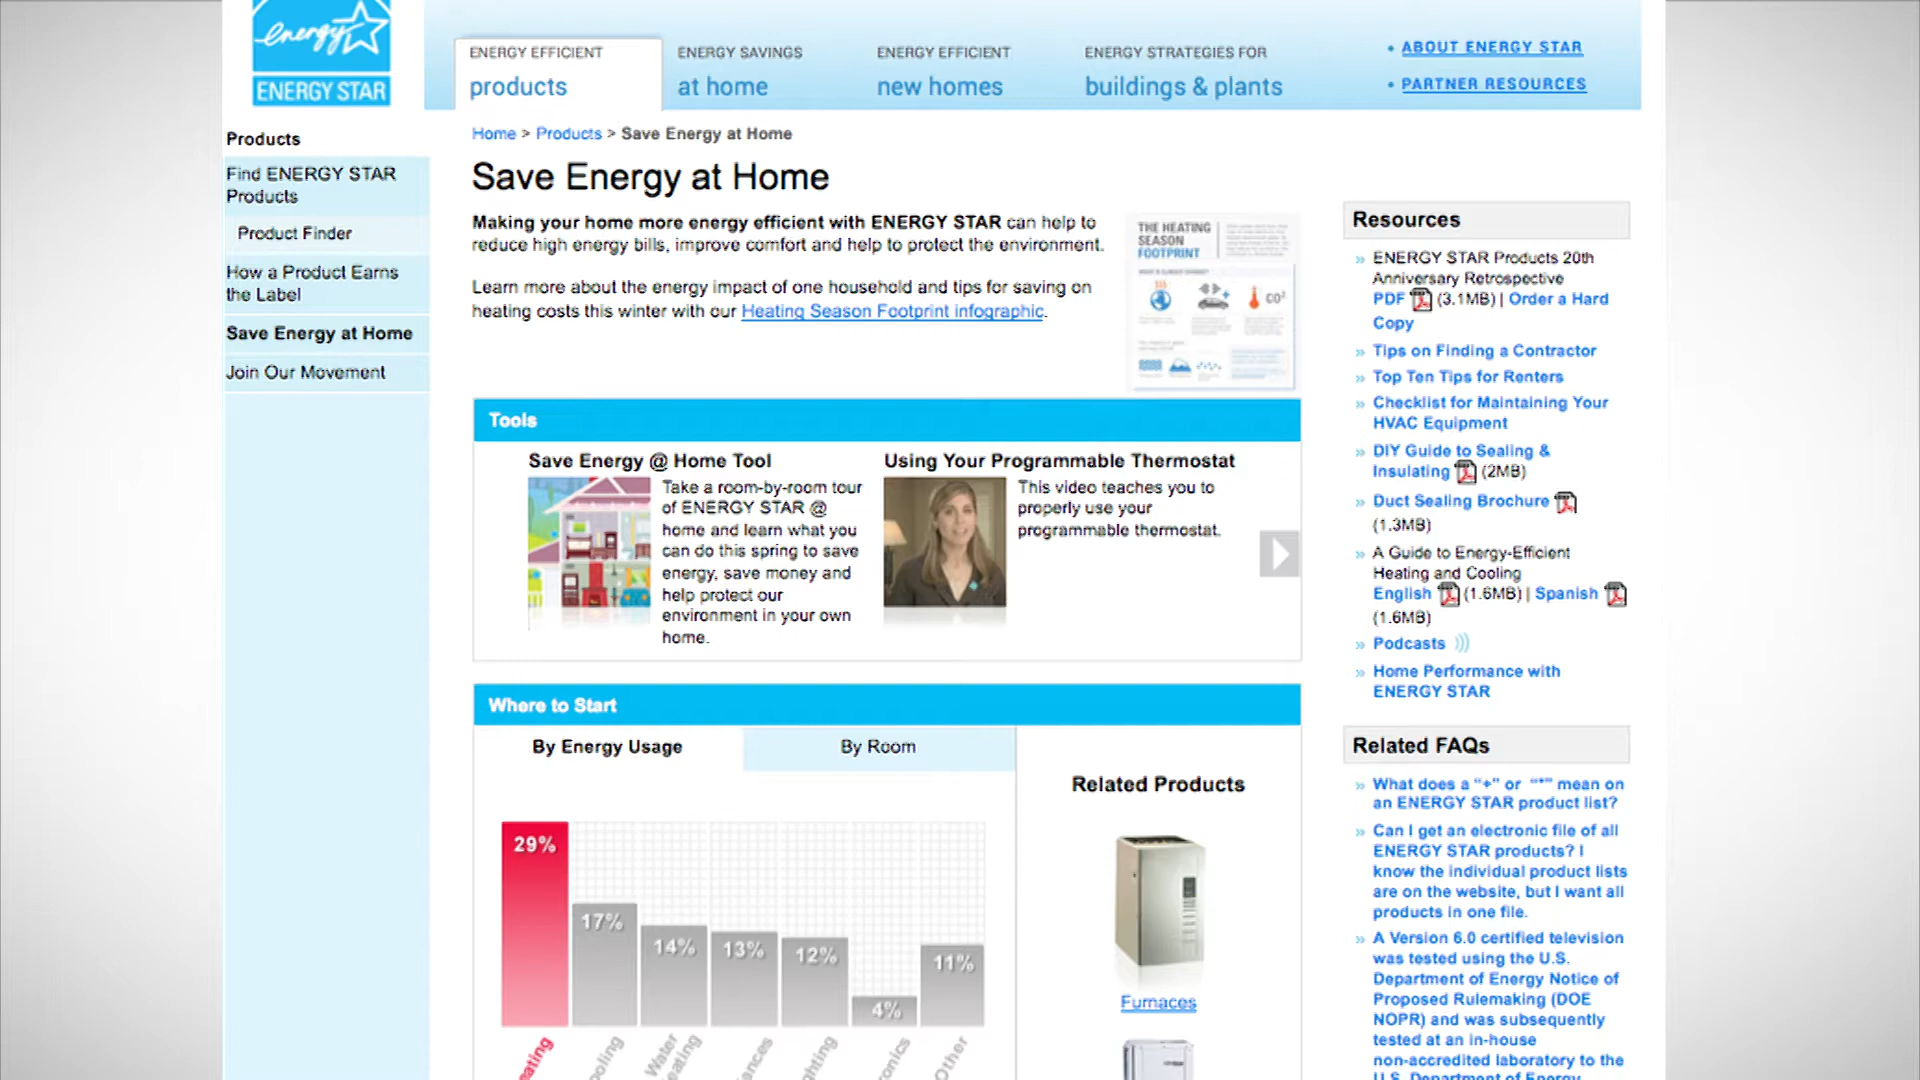 energy
ENERGY STAR
ENERGY EFFICIENT
products
ENERGY SAVINGS
at home
ENERGY EFFICIENT
new homes
ENERGY STRATEGIES FOR
buildings & plants
• ABOUT ENERGY STAR
• PARTNER RESOURCES
Products
Find ENERGY STAR
Products
Product Finder
How a Product Earns
the Label
Save Energy at Home
Join Our Movement
Home > Products > Save Energy at Home
Save Energy at Home
Making your home more energy efficient with ENERGY STAR can help to
reduce high energy bills, improve comfort and help to protect the environment.
Learn more about the energy impact of one household and tips for saving on
heating costs this winter with our Heating Season Footprint infographic.
THE HEATING
SEASON
FOOTPRINT
CO²
Tools
Save Energy @ Home Tool
Take a room-by-room tour
of ENERGY STAR @
home and learn what you
can do this spring to save
energy, save money and
help protect our
environment in your own
home.
Using Your Programmable Thermostat
This video teaches you to
properly use your
programmable thermostat.
Where to Start
By Energy Usage
By Room
29%
17%
14%
13%
12%
4%
11%
Water
Other
Related Products
Furnaces
Resources
» ENERGY STAR Products 20th
Anniversary Retrospective
PDF (3.1MB) | Order a Hard
Copy
» Tips on Finding a Contractor
» Top Ten Tips for Renters
» Checklist for Maintaining Your
HVAC Equipment
» DIY Guide to Sealing &
Insulating (2MB)
» Duct Sealing Brochure
(1.3MB)
» A Guide to Energy-Efficient
Heating and Cooling
English (1.6MB) | Spanish
(1.6MB)
» Podcasts
» Home Performance with
ENERGY STAR
Related FAQs
» What does a "+" or "*" mean on
an ENERGY STAR product list?
» Can I get an electronic file of all
ENERGY STAR products? I
know the individual product lists
are on the website, but I want all
products in one file.
» A Version 6.0 certified television
was tested using the U.S.
Department of Energy Notice of
Proposed Rulemaking (DOE
NOPR) and was subsequently
tested at an in-house
non-accredited laboratory to the
U.S. Department of Energy